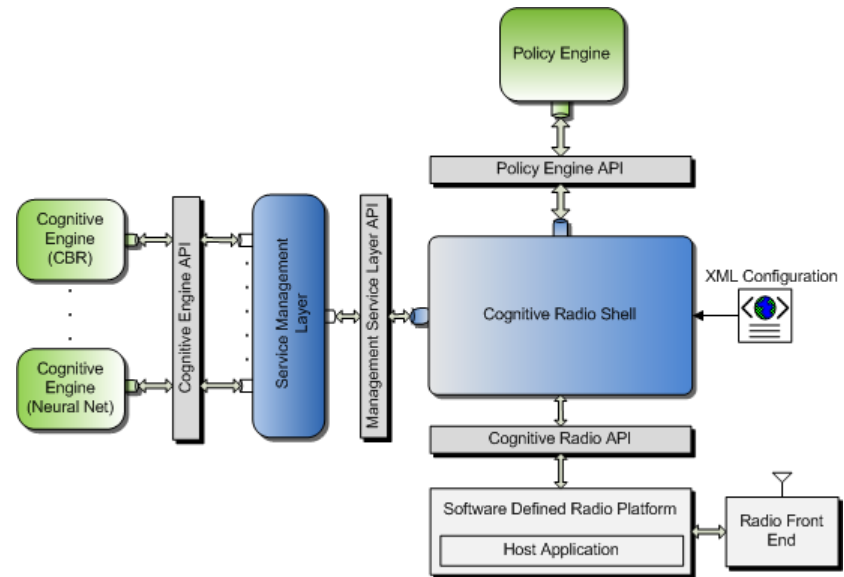 Policy Engine
Policy Engine API
Cognitive
Engine
(CBR)
Cognitive Engine API
Service Management
Layer
Management Service Layer API
Cognitive Radio Shell
XML Configuration
Cognitive
Engine
(Neural Net)
Cognitive Radio API
Software Defined Radio Platform
Host Application
Radio Front
End